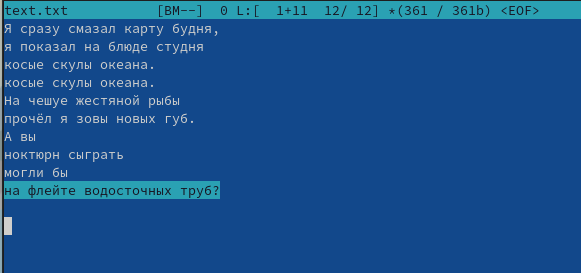 text.txt [BM--] 0 L:[ 1+11 12/ 12] *(361 / 361b) <EOF>
Я сразу смазал карту будня,
я показал на блюде студня
косые скулы океана.
косые скулы океана.
На чешуе жестяной рыбы
прочёл я зовы новых губ.
А вы
ноктюрн сыграть
могли бы
на флейте водосточных труб?